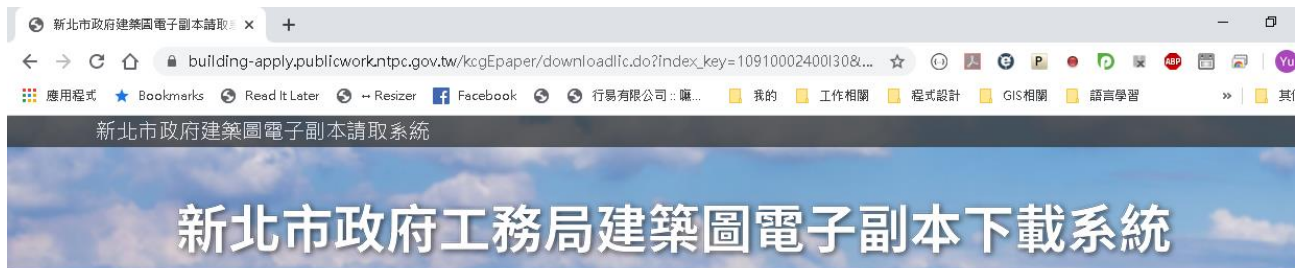 新北市政府建築圖電子副本請取
building-apply.publicwork.ntpc.gov.tw/kcgEpaper/downloadlic.do?index_key=10910002400I30&...
應用程式 Bookmarks Read It Later ↔ Resizer Facebook 行易有限公司 :: 我的 工作相關 程式設計 GIS相關 語言學習 »
新北市政府建築圖電子副本請取系統
新北市政府工務局建築圖電子副本下載系統